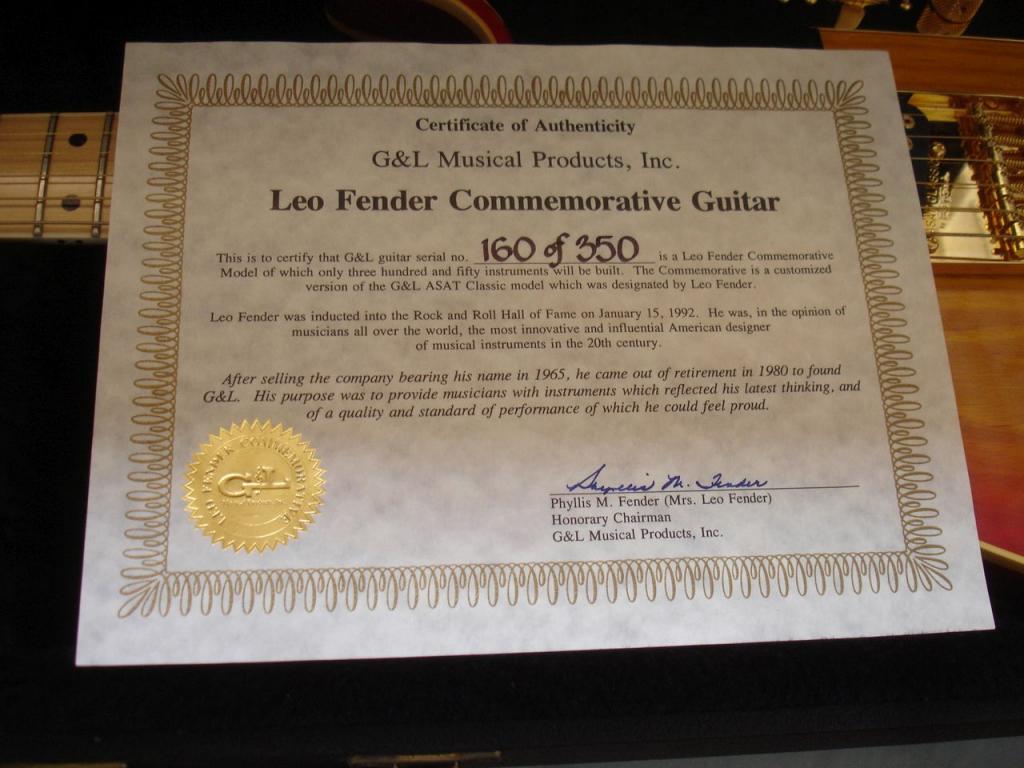 Certificate of Authenticity
G&L Musical Products, Inc.
Leo Fender Commemorative Guitar
This is to certify that G&L guitar serial no. 160 of 350 is a Leo Fender Commemorative
Model of which only three hundred and fifty instruments will be built. The Commemorative is a customized
version of the G&L ASAT Classic model which was designated by Leo Fender.
Leo Fender was inducted into the Rock and Roll Hall of Fame on January 15, 1992. He was, in the opinion of
musicians all over the world, the most innovative and influential American designer
of musical instruments in the 20th century.
After selling the company bearing his name in 1965, he came out of retirement in 1980 to found
G&L. His purpose was to provide musicians with instruments which reflected his latest thinking, and
of a quality and standard of performance of which he could feel proud.
LEO FENDER COMMEMORATIVE
G&L
Phyllis M. Fender
Phyllis M. Fender (Mrs. Leo Fender)
Honorary Chairman
G&L Musical Products, Inc.